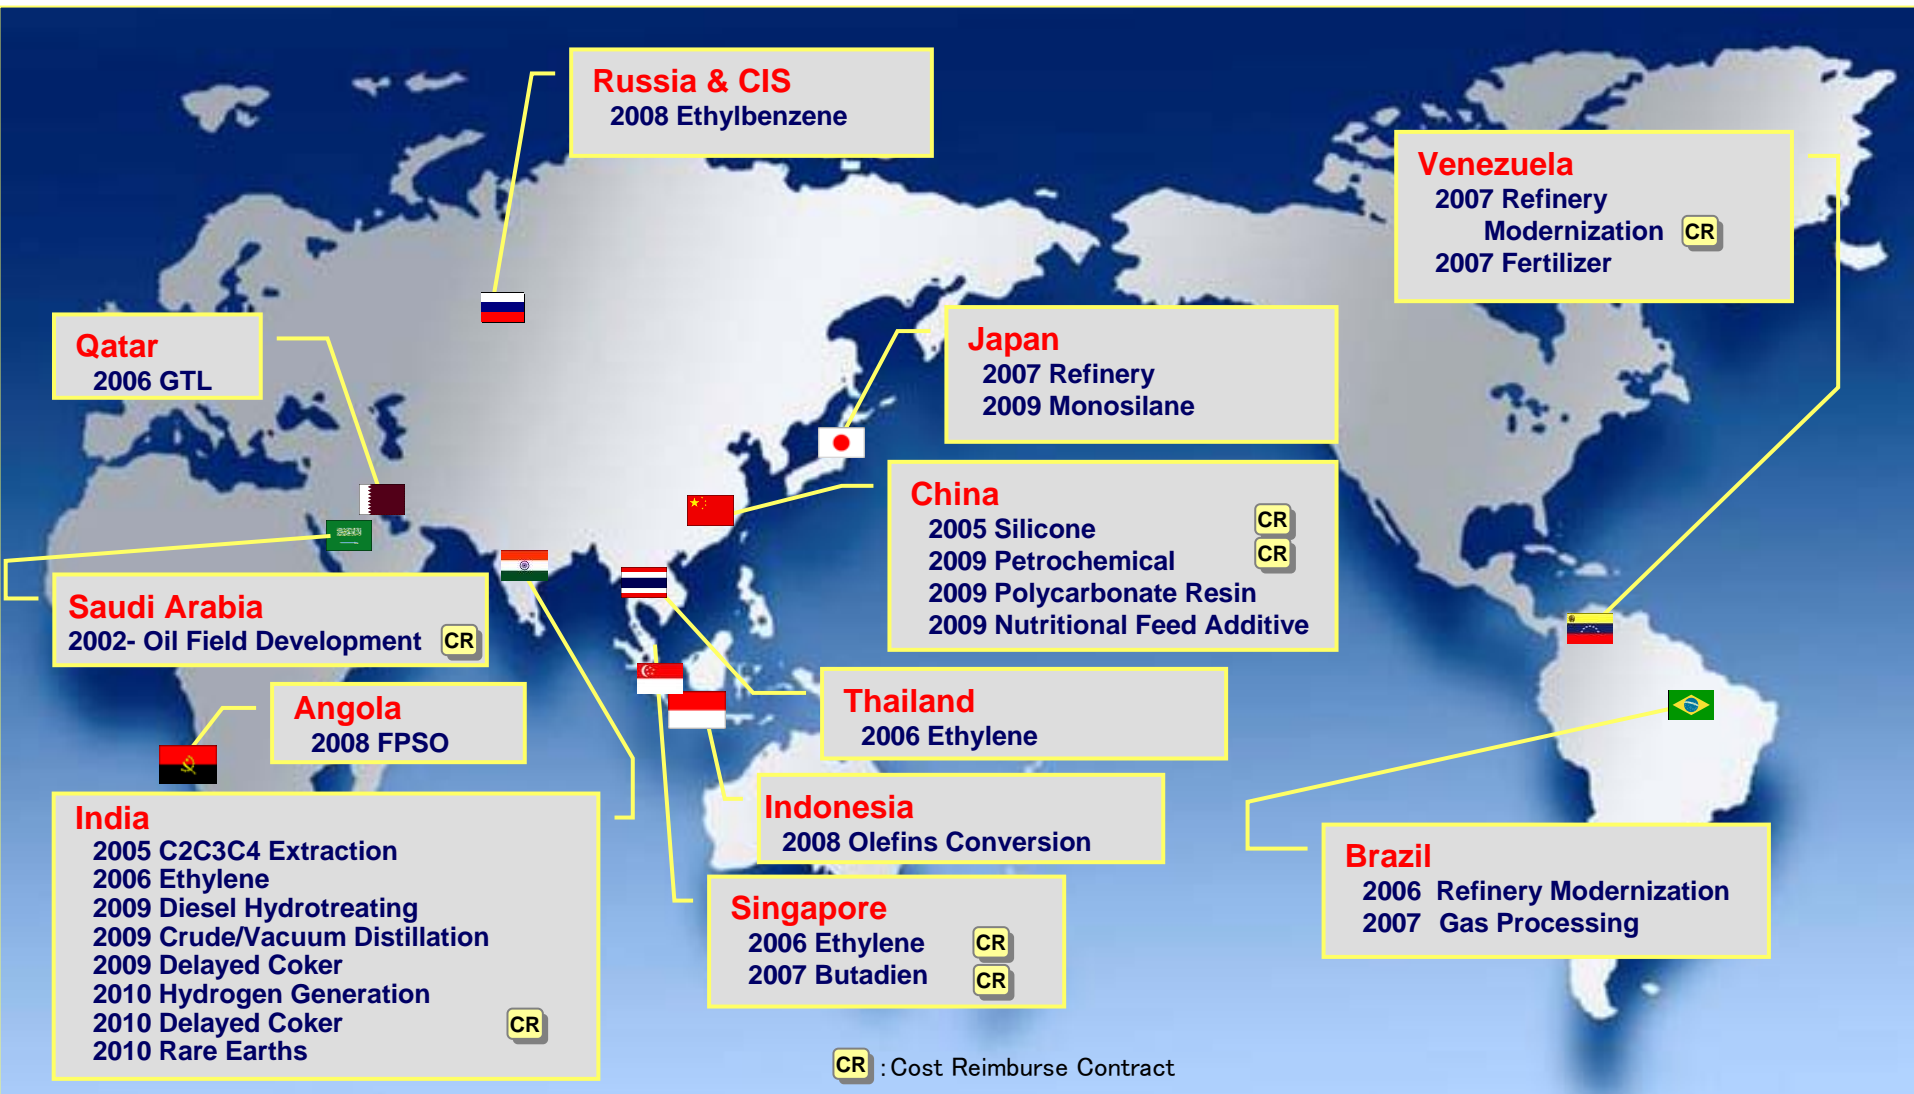 Russia & CIS
2008 Ethylbenzene
Venezuela
2007 Refinery
Modernization CR
2007 Fertilizer
Qatar
2006 GTL
Japan
2007 Refinery
2009 Monosilane
China
2005 Silicone CR
2009 Petrochemical CR
2009 Polycarbonate Resin
2009 Nutritional Feed Additive
Saudi Arabia
2002- Oil Field Development CR
Angola
2008 FPSO
Thailand
2006 Ethylene
India
2005 C2C3C4 Extraction
2006 Ethylene
2009 Diesel Hydrotreating
2009 Crude/Vacuum Distillation
2009 Delayed Coker
2010 Hydrogen Generation
2010 Delayed Coker CR
2010 Rare Earths
Indonesia
2008 Olefins Conversion
Singapore
2006 Ethylene CR
2007 Butadien CR
Brazil
2006 Refinery Modernization
2007 Gas Processing
CR : Cost Reimburse Contract